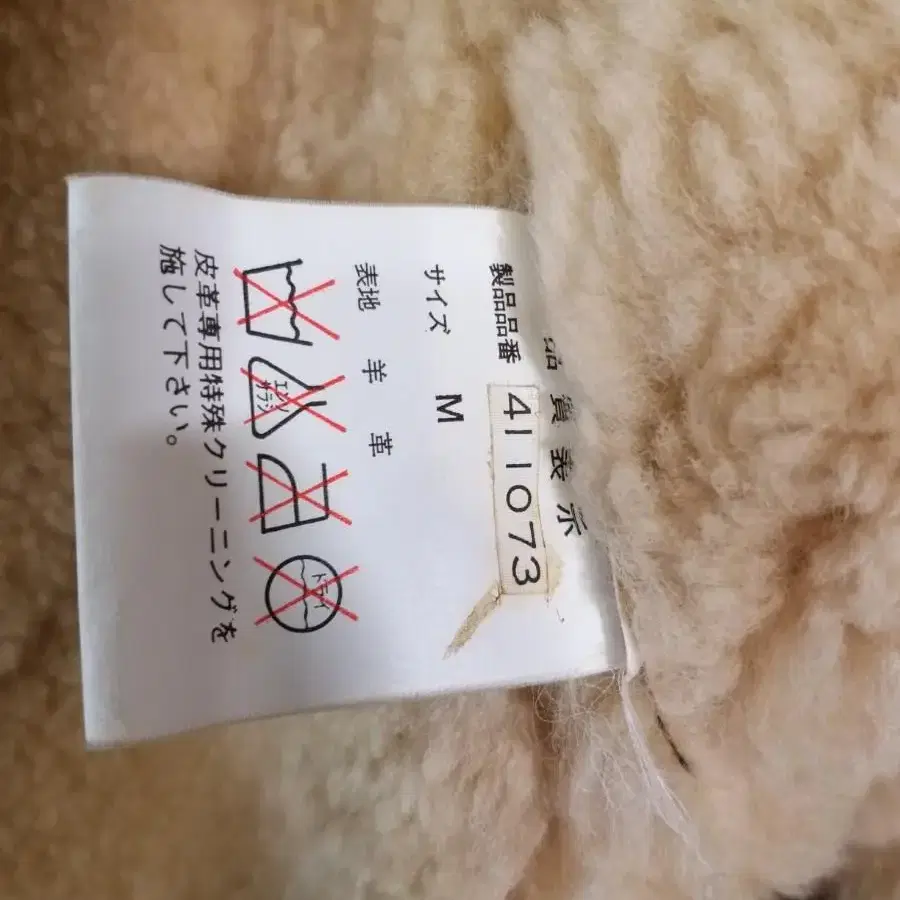 品質表示
製品品番 411073
サイズ M
表地 羊革
エンソサラシ
ドライ
皮革専用特殊クリーニングを
施して下さい。